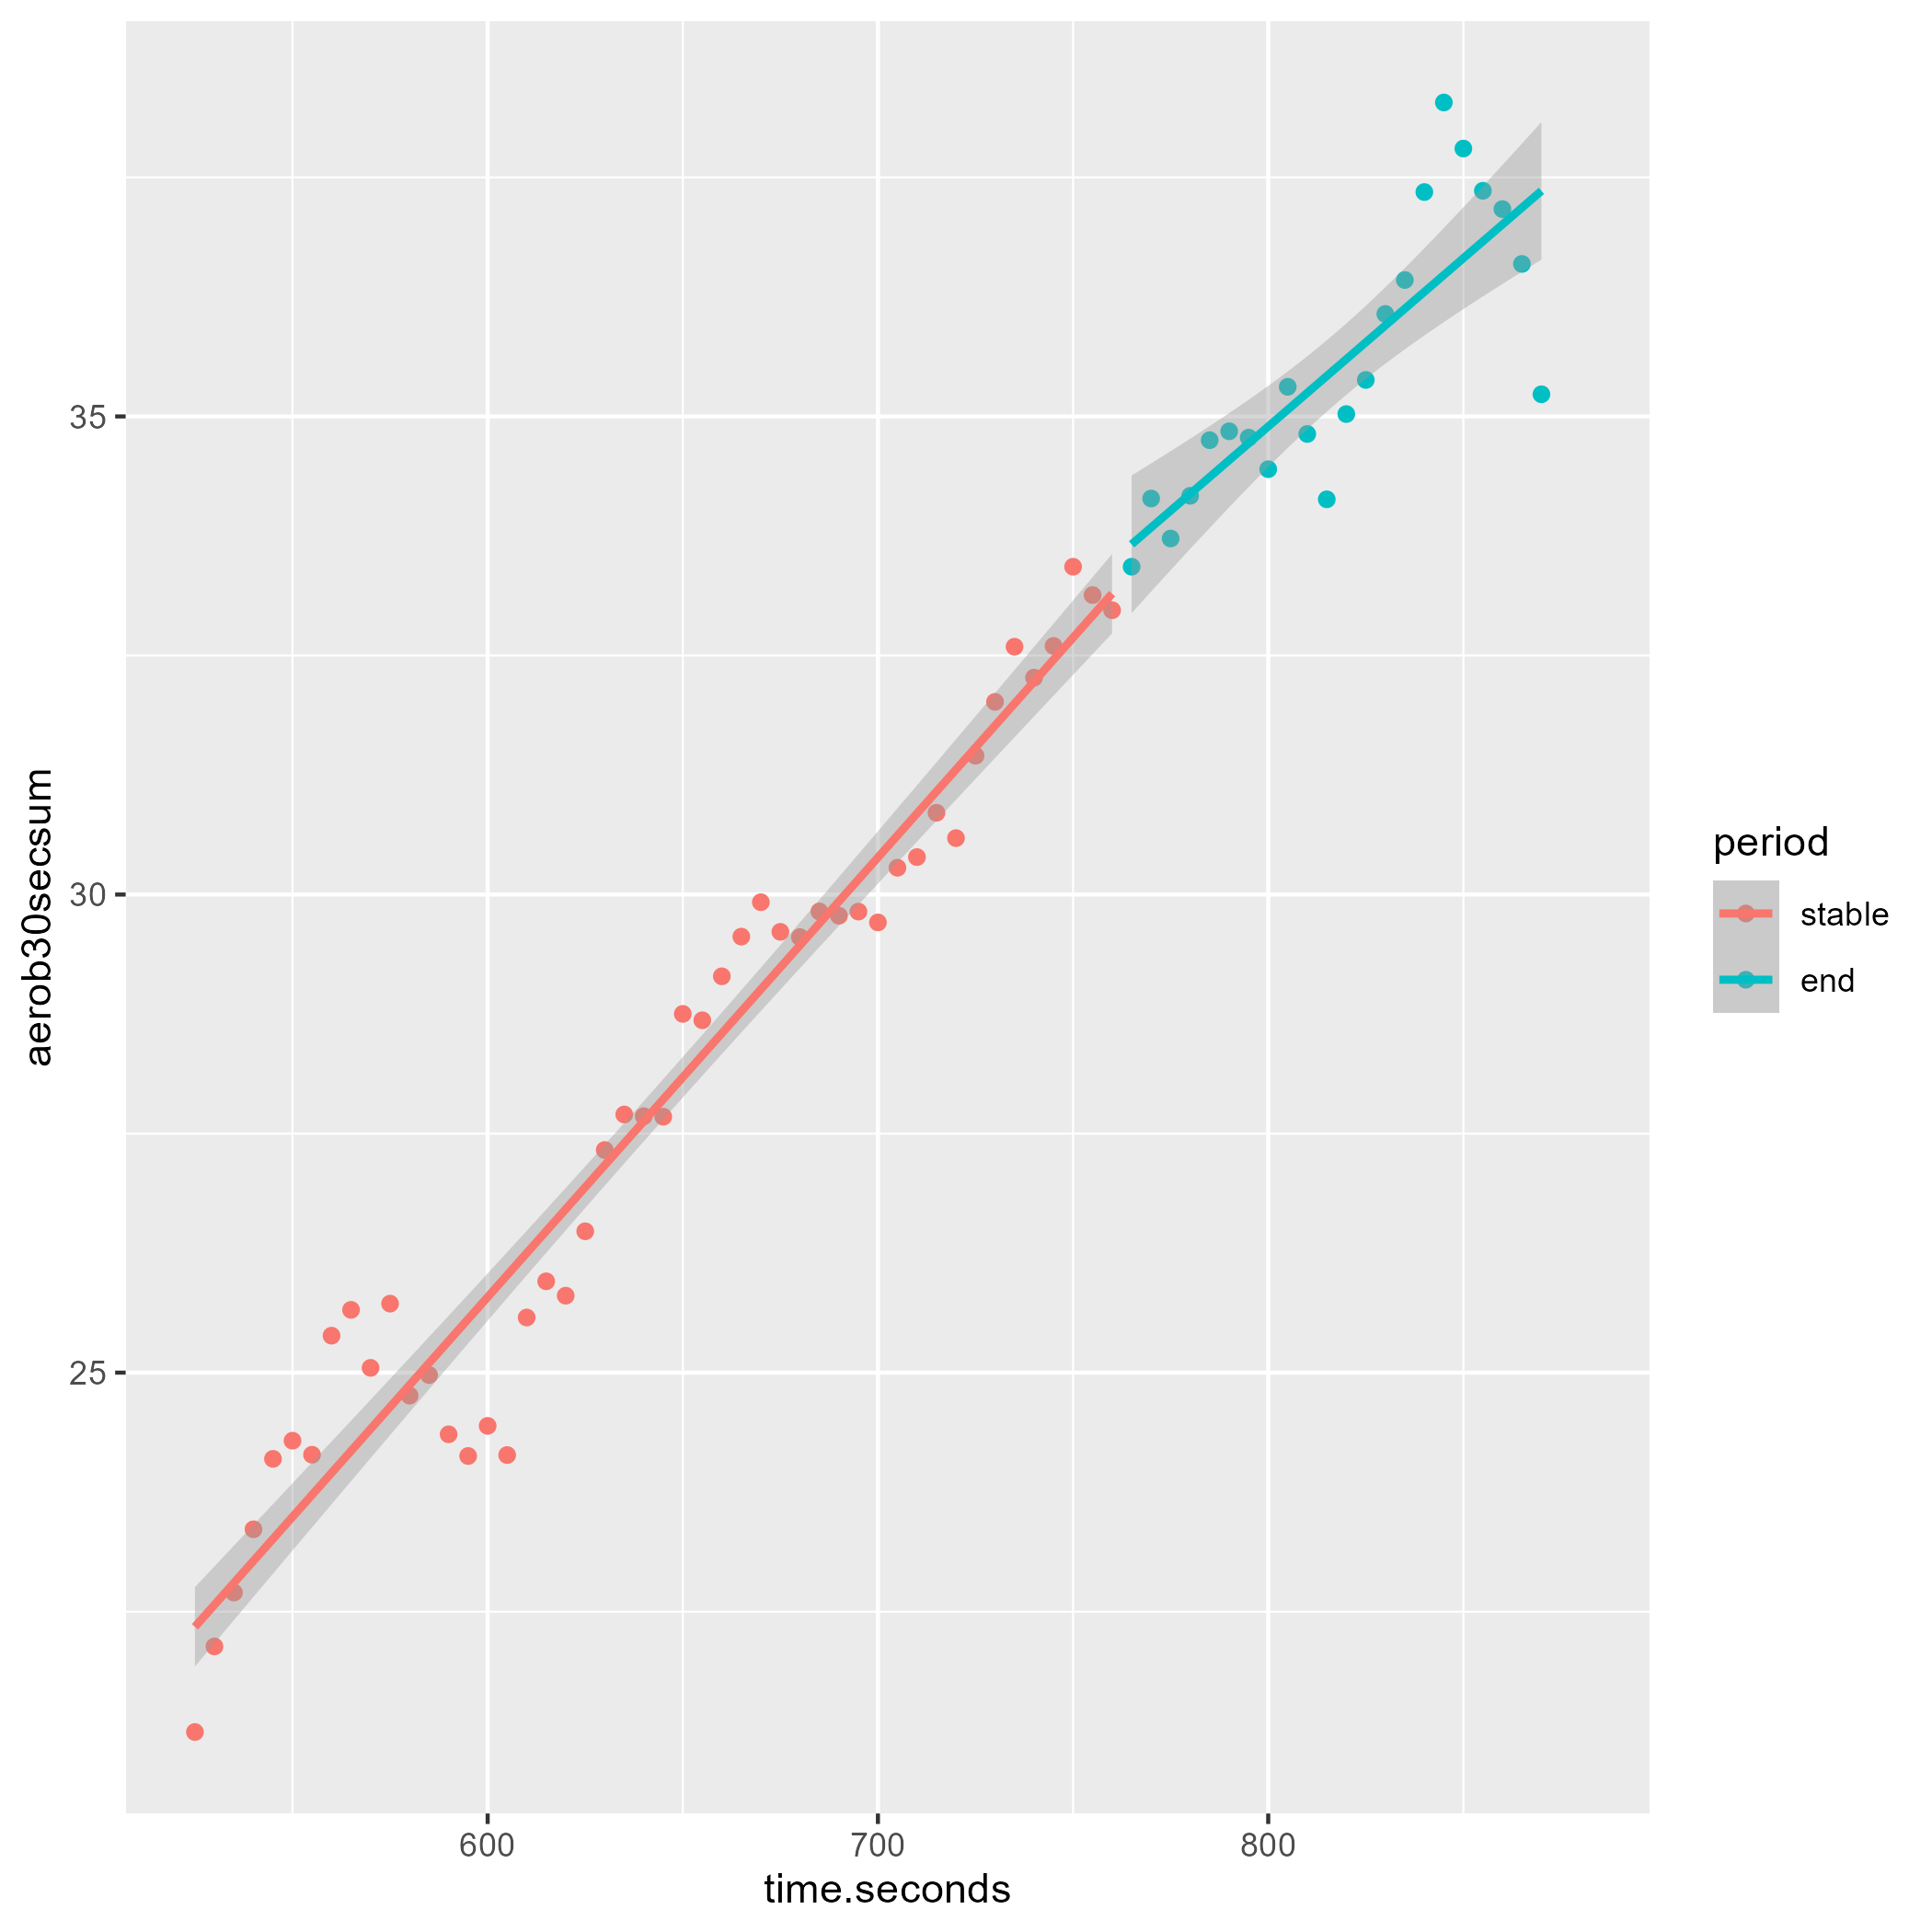 aerob30secsum
35
30
25
600
700
800
time.seconds
period
stable
end